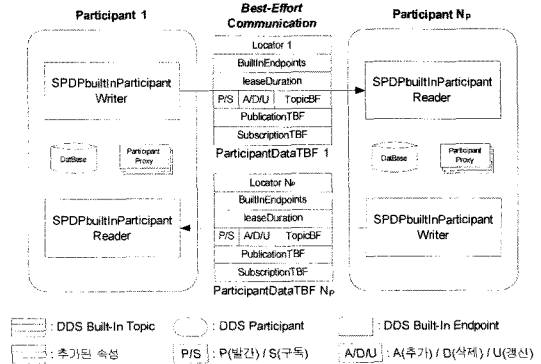 Participant 1
Best-Effort
Communication
Participant NP
Locator 1
BuiltInEndpoints
leaseDuration
P/S A/D/U TopicBF
PublicationTBF
SubscriptionTBF
ParticipantDataTBF 1
SPDPbuiltInParticipant
Writer
SPDPbuiltInParticipant
Reader
DatBase
Participant
Proxy
DatBase
Participant
Proxy
Locator NP
BuiltInEndpoints
leaseDuration
P/S A/D/U TopicBF
PublicationTBF
SubscriptionTBF
ParticipantDataTBF NP
SPDPbuiltInParticipant
Reader
SPDPbuiltInParticipant
Writer
: DDS Built-In Topic
: DDS Participant
: DDS Built-In Endpoint
: 추가된 속성
P/S : P(발간) / S(구독)
A/D/U : A(추가) / D(삭제) / U(갱신)